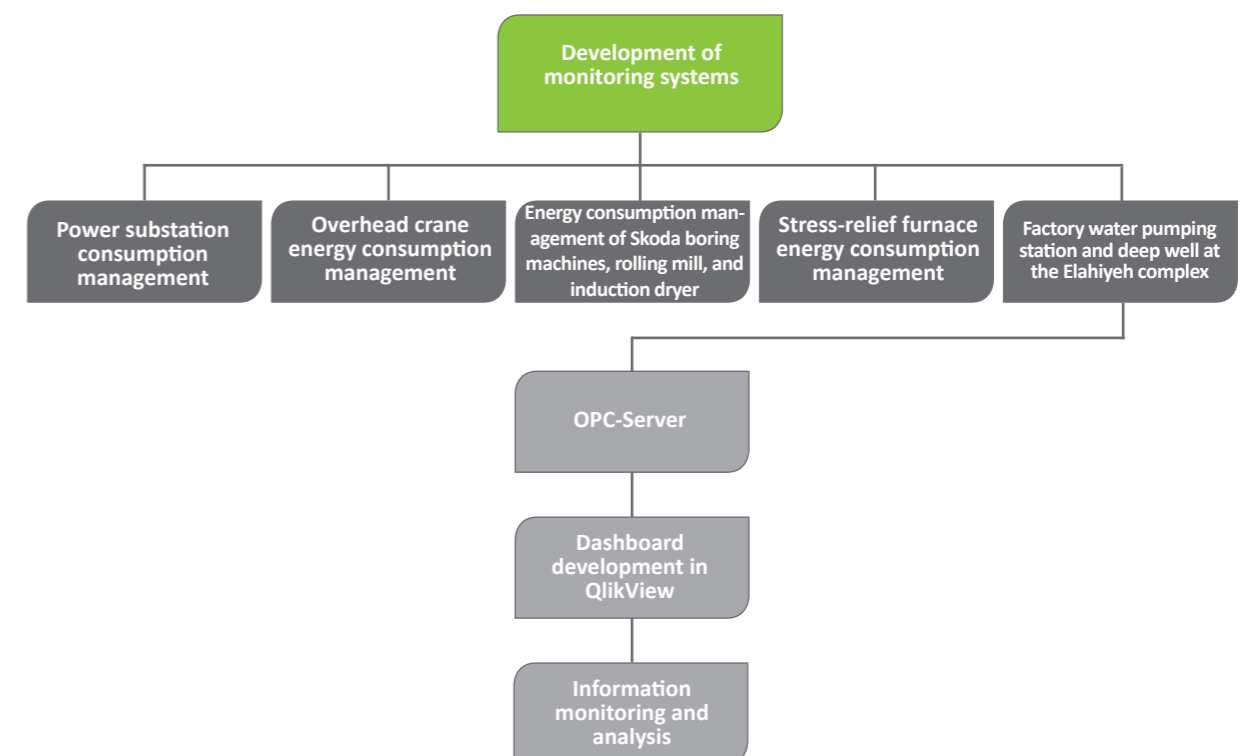 Development of
monitoring systems
Power substation
consumption
management
Overhead crane
energy consumption
management
Energy consumption man-
agement of Skoda boring
machines, rolling mill, and
induction dryer
Stress-relief furnace
energy consumption
management
Factory water pumping
station and deep well at
the Elahiyeh complex
OPC-Server
Dashboard
development in
QlikView
Information
monitoring and
analysis